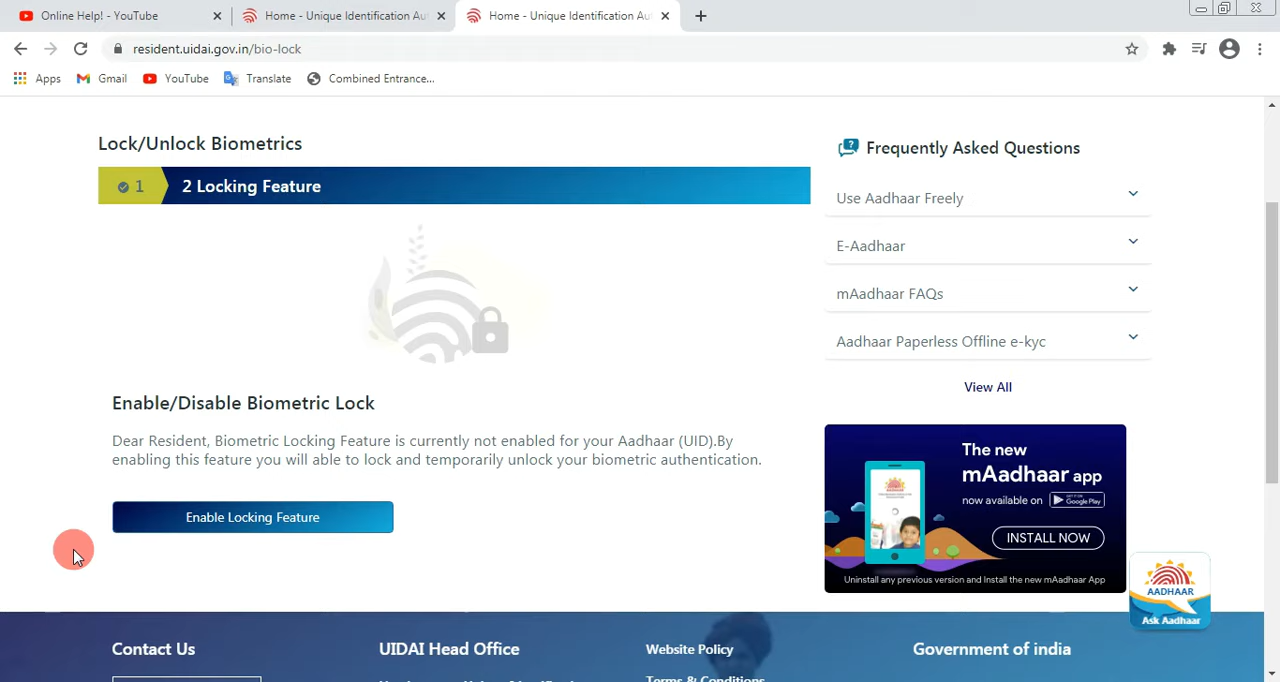 Online Help! - YouTube
Home - Unique Identification Au
Home - Unique Identification Au
resident.uidai.gov.in/bio-lock
Apps
Gmail
YouTube
Translate
Combined Entrance...
Lock/Unlock Biometrics
1
2 Locking Feature
Enable/Disable Biometric Lock
Dear Resident, Biometric Locking Feature is currently not enabled for your Aadhaar (UID).By
enabling this feature you will able to lock and temporarily unlock your biometric authentication.
Enable Locking Feature
Frequently Asked Questions
Use Aadhaar Freely
E-Aadhaar
mAadhaar FAQs
Aadhaar Paperless Offline e-kyc
View All
The new
mAadhaar app
now available on
GET IT ON
Google Play
INSTALL NOW
Uninstall any previous version and Install the new mAadhaar App
AADHAAR
Ask Aadhaar
Contact Us
UIDAI Head Office
Website Policy
Terms & Conditions
Government of india